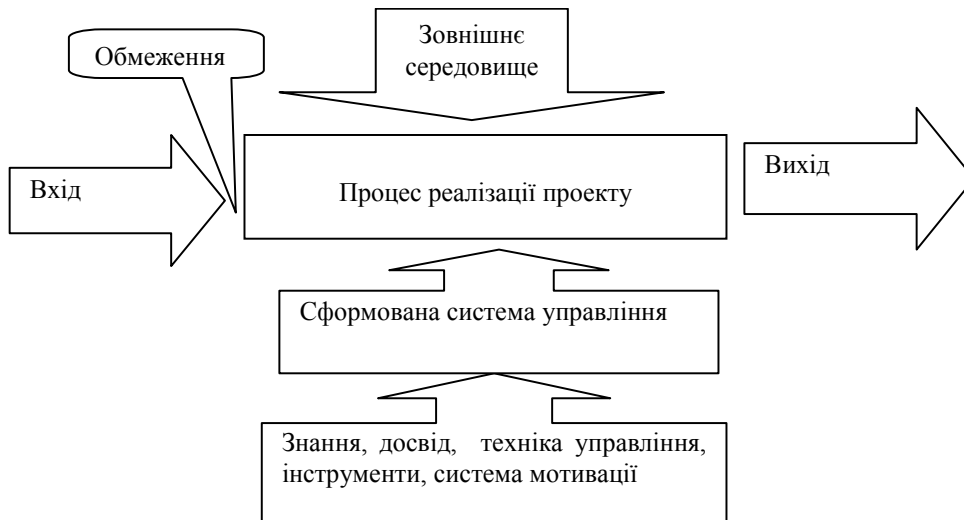 Зовнішнє
середовище
Обмеження
Вхід
Процес реалізації проекту
Вихід
Сформована система управління
Знання, досвід, техніка управління,
інструменти, система мотивації